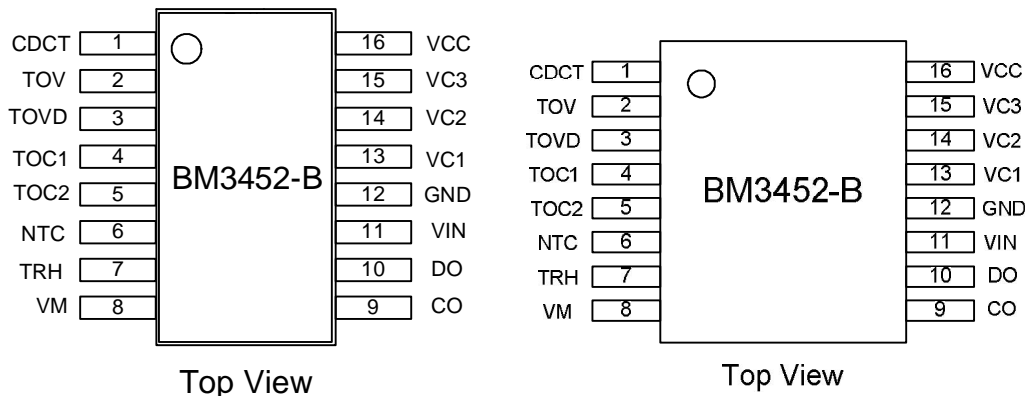 CDCT 1 16 VCC
TOV 2 15 VC3
TOVD 3 14 VC2
TOC1 4 13 VC1
TOC2 5 12 GND
NTC 6 11 VIN
TRH 7 10 DO
VM 8 9 CO
BM3452-B
Top View
CDCT 1 16 VCC
TOV 2 15 VC3
TOVD 3 14 VC2
TOC1 4 13 VC1
TOC2 5 12 GND
NTC 6 11 VIN
TRH 7 10 DO
VM 8 9 CO
BM3452-B
Top View